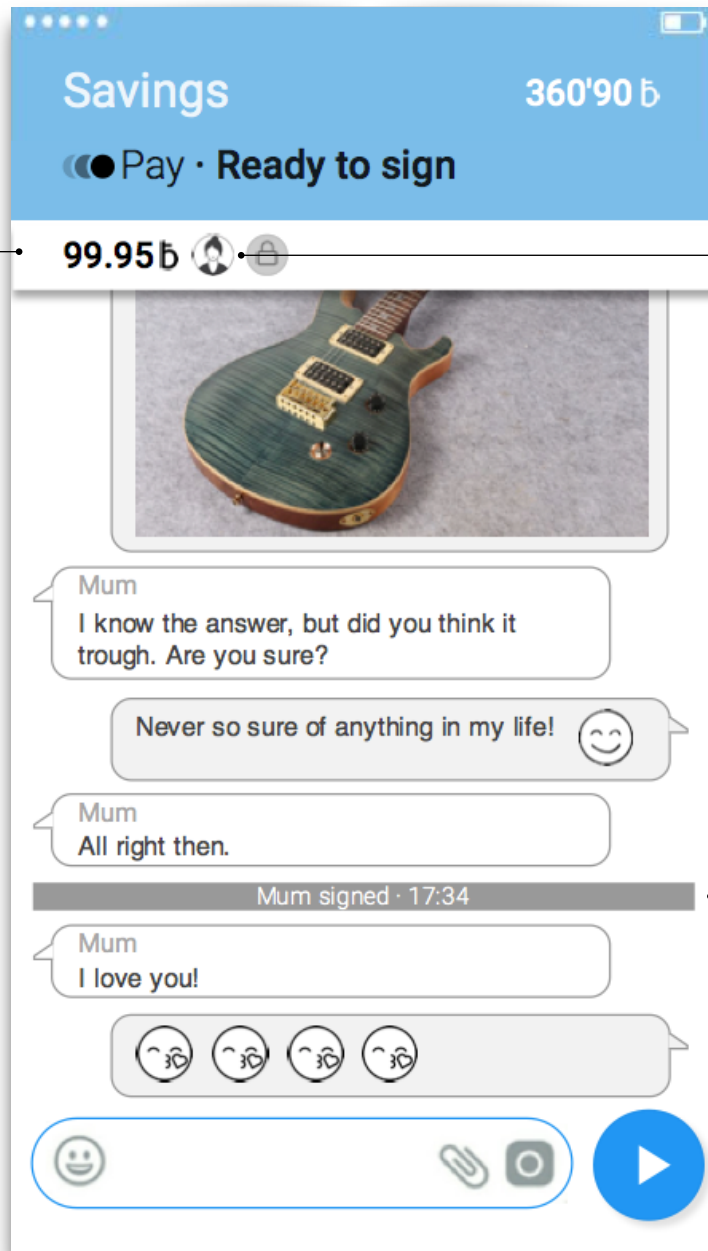 Savings
360'90 ƀ
Pay · Ready to sign
99.95 ƀ
Mum
I know the answer, but did you think it
trough. Are you sure?
Never so sure of anything in my life!
Mum
All right then.
Mum signed · 17:34
Mum
I love you!